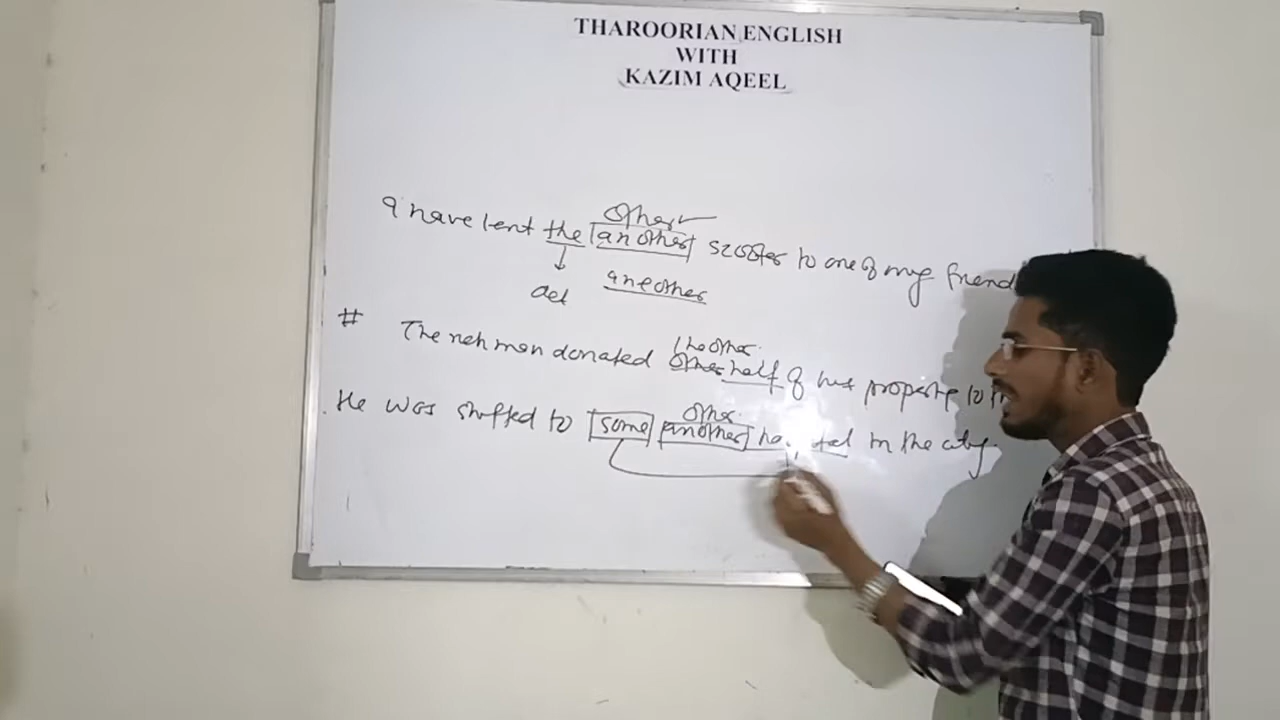 THAROORIAN ENGLISH
WITH
KAZIM AQEEL
other
I have lent the another scooter to one of my friend
an other
the other
# The rich man donated other half of his property to
other
He was shifted to some another hospital in the city.